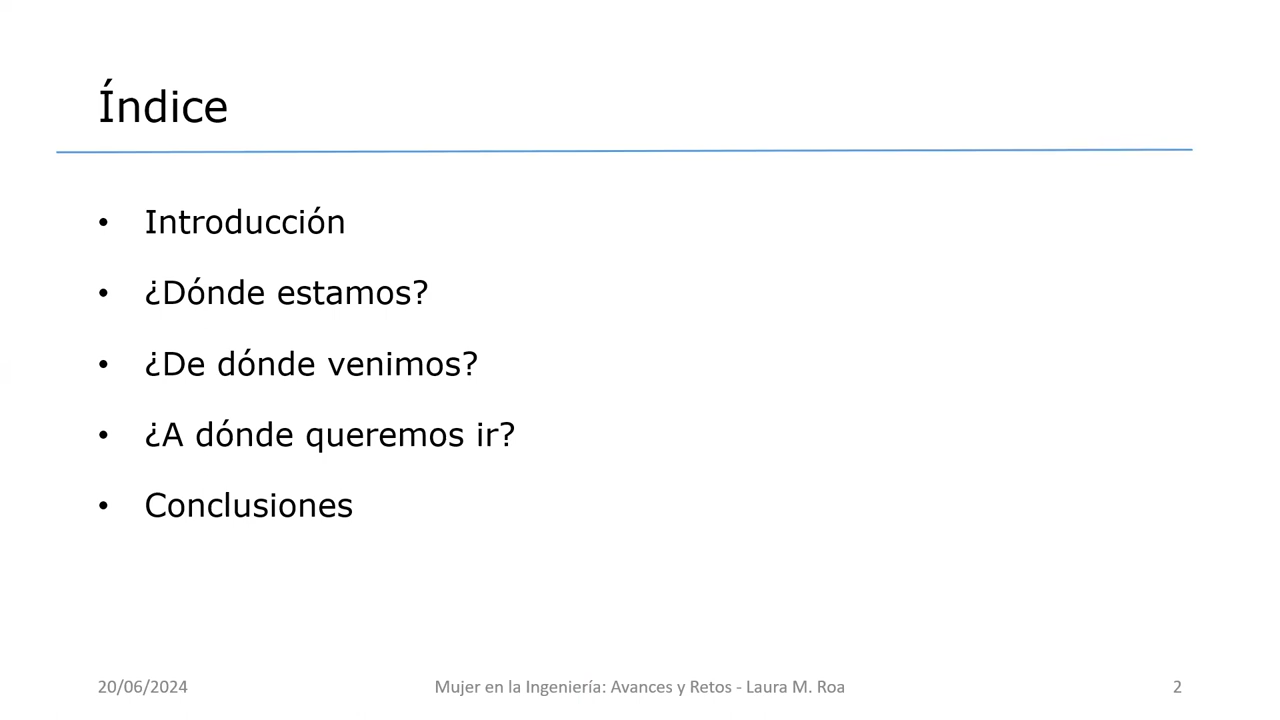 Índice
• Introducción
• ¿Dónde estamos?
• ¿De dónde venimos?
• ¿A dónde queremos ir?
• Conclusiones
20/06/2024 Mujer en la Ingeniería: Avances y Retos - Laura M. Roa 2